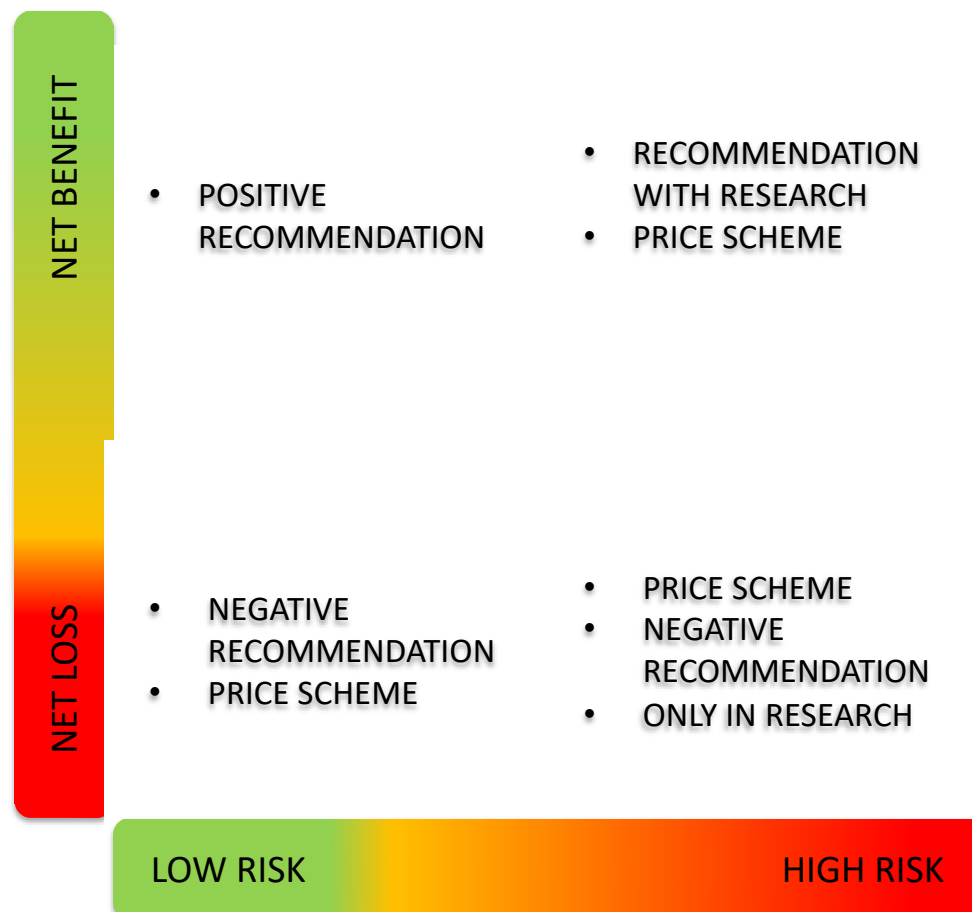 NET BENEFIT
• POSITIVE
RECOMMENDATION
• RECOMMENDATION
WITH RESEARCH
• PRICE SCHEME
NET LOSS
• NEGATIVE
RECOMMENDATION
• PRICE SCHEME
• PRICE SCHEME
• NEGATIVE
RECOMMENDATION
• ONLY IN RESEARCH
LOW RISK
HIGH RISK